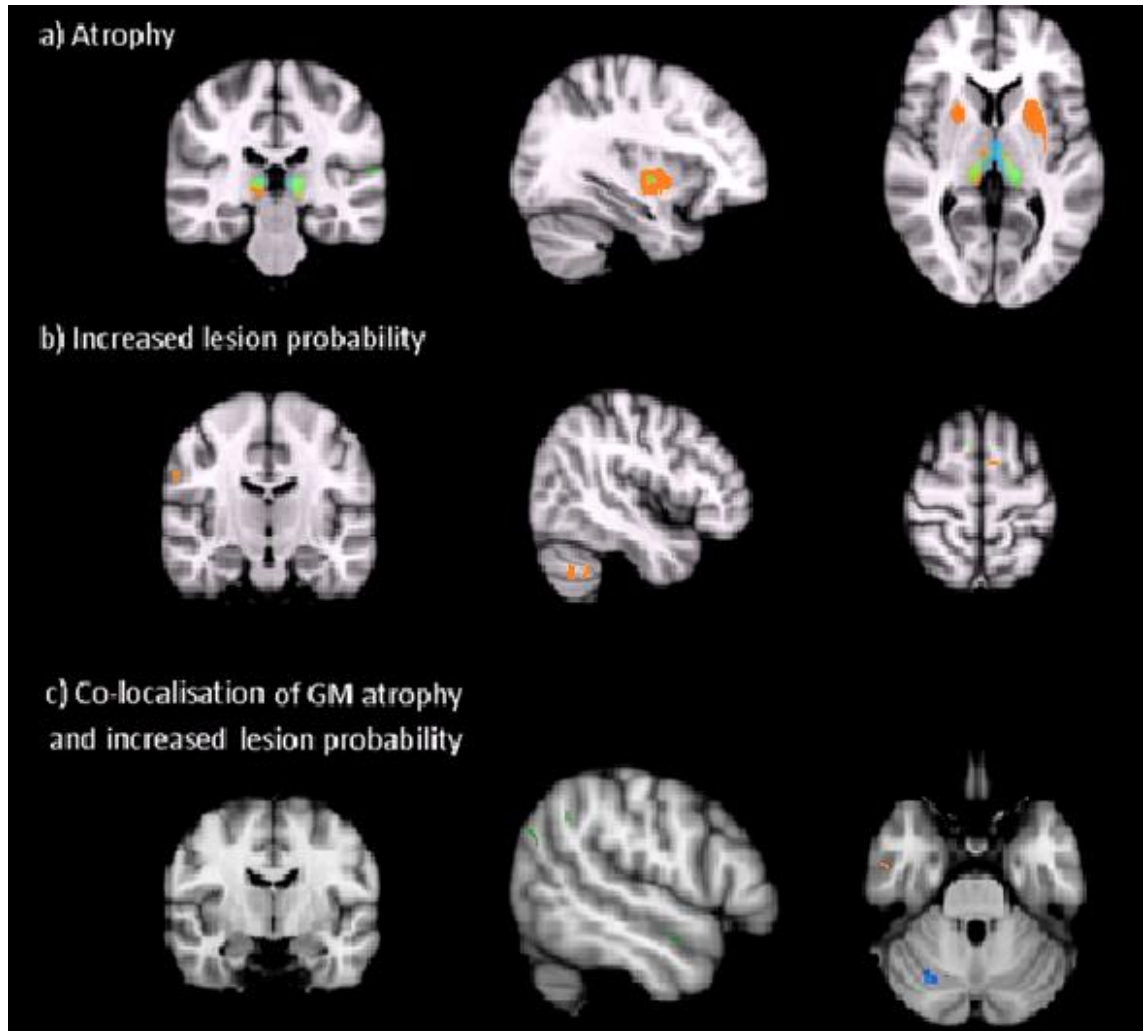 a) Atrophy
b) Increased lesion probability
c) Co-localisation of GM atrophy
and increased lesion probability